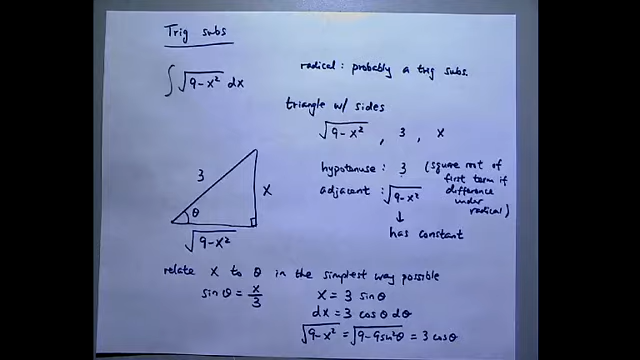 Trig subs
∫ √(9-x²) dx
radical : probably a trig subs.
triangle w/ sides
√(9-x²) , 3 , x
hypotenuse : 3 (square root of first term if difference under radical)
adjacent : √(9-x²)
↓
has constant
3
x
θ
√(9-x²)
relate x to θ in the simplest way possible
sin θ = x/3
x = 3 sin θ
dx = 3 cos θ dθ
√(9-x²) = √(9-9sin²θ) = 3 cos θ